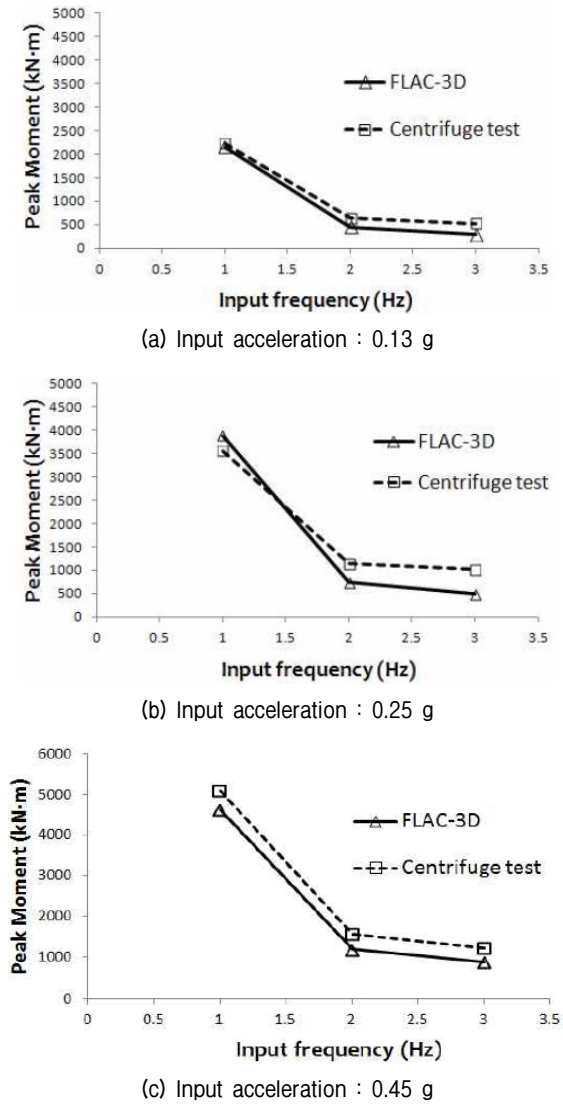 Peak Moment (kN·m)
5000
4500
4000
3500
3000
2500
2000
1500
1000
500
0
FLAC-3D
Centrifuge test
0 0.5 1 1.5 2 2.5 3 3.5
Input frequency (Hz)
(a) Input acceleration : 0.13 g
Peak Moment (kN·m)
5000
4500
4000
3500
3000
2500
2000
1500
1000
500
0
FLAC-3D
Centrifuge test
0 0.5 1 1.5 2 2.5 3 3.5
Input frequency (Hz)
(b) Input acceleration : 0.25 g
Peak Moment (kN·m)
6000
5000
4000
3000
2000
1000
0
FLAC-3D
Centrifuge test
0 0.5 1 1.5 2 2.5 3 3.5
Input frequency (Hz)
(c) Input acceleration : 0.45 g